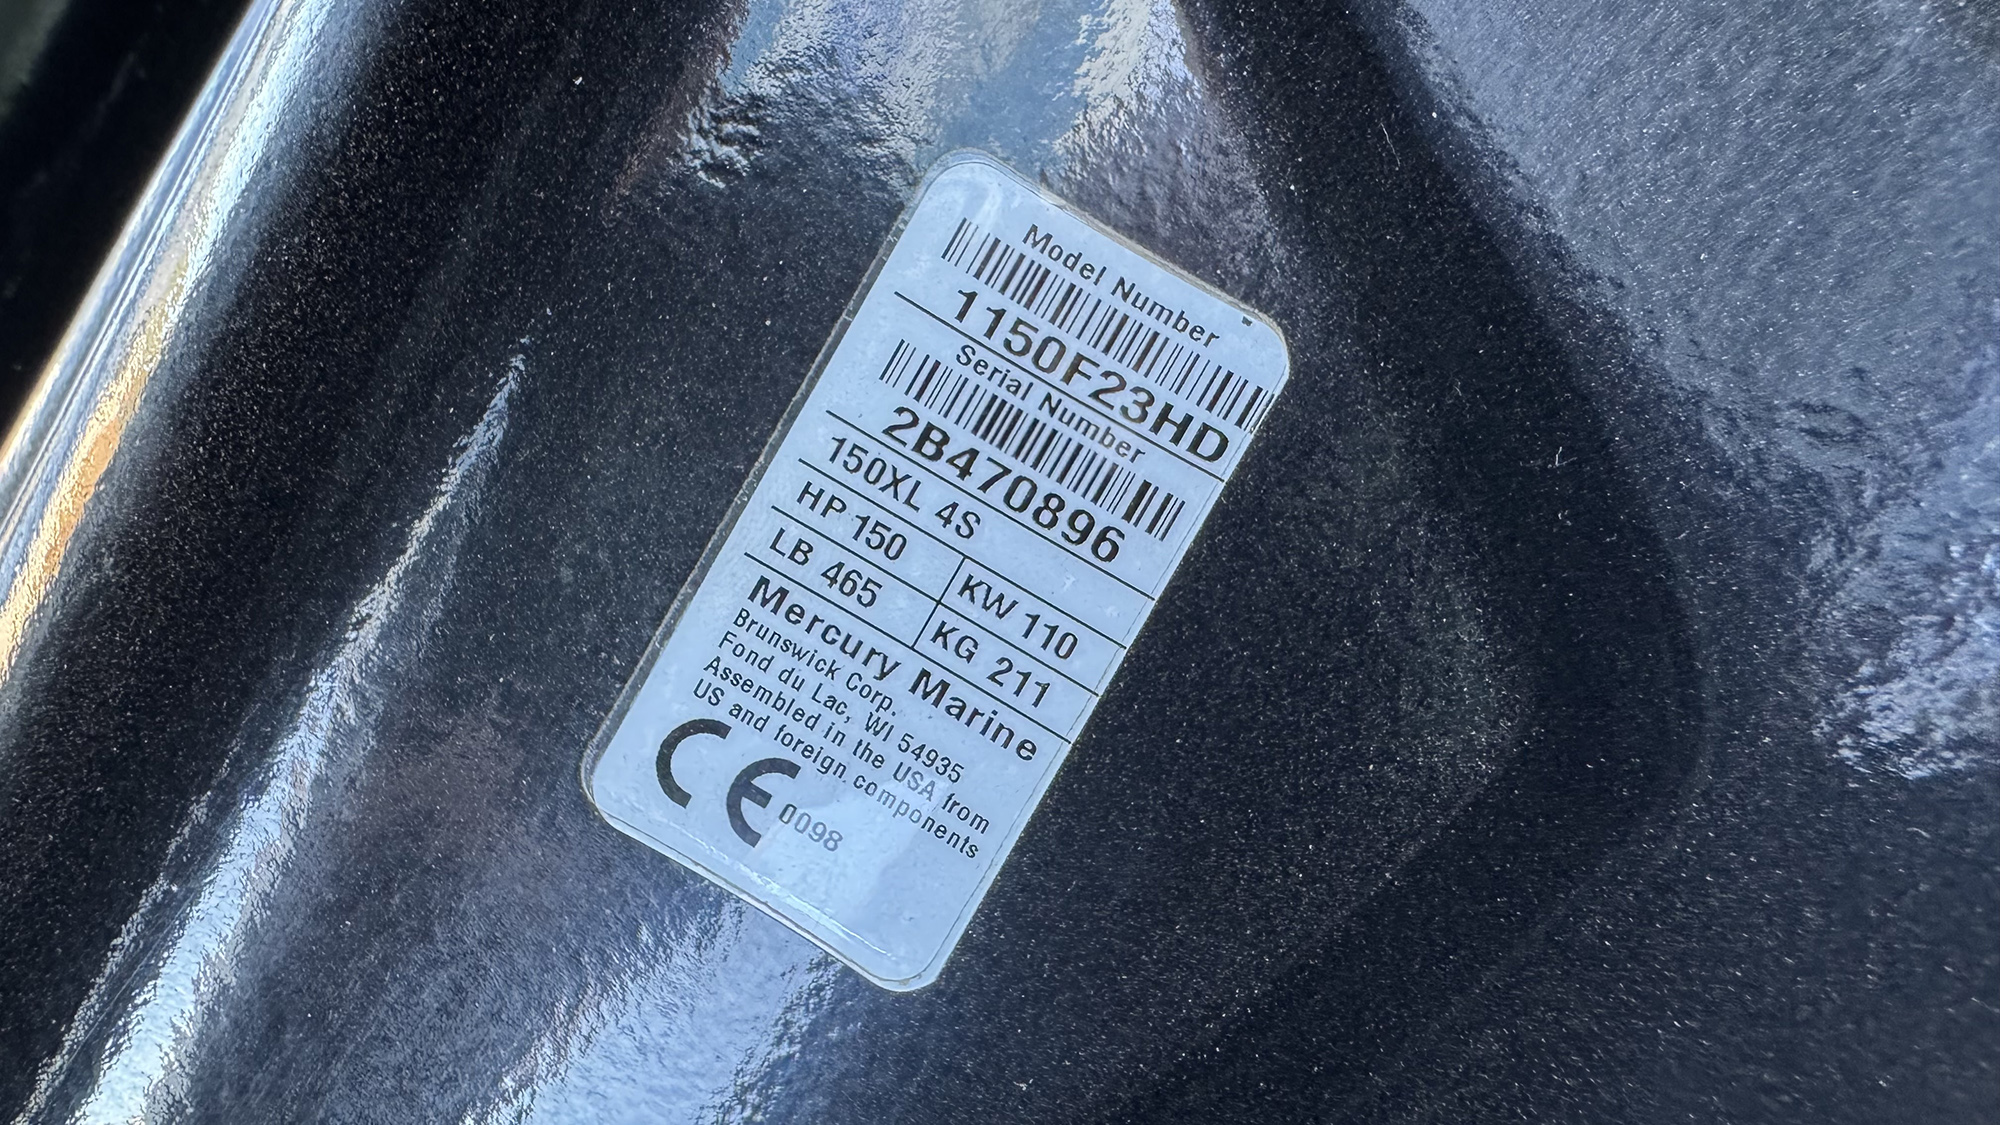 Model Number
1150F23HD
Serial Number
2B470896
150XL 4S
HP 150 KW 110
LB 465 KG 211
Mercury Marine
Brunswick Corp.
Fond du Lac, WI 54935
Assembled in the USA from
US and foreign components
CE 0098